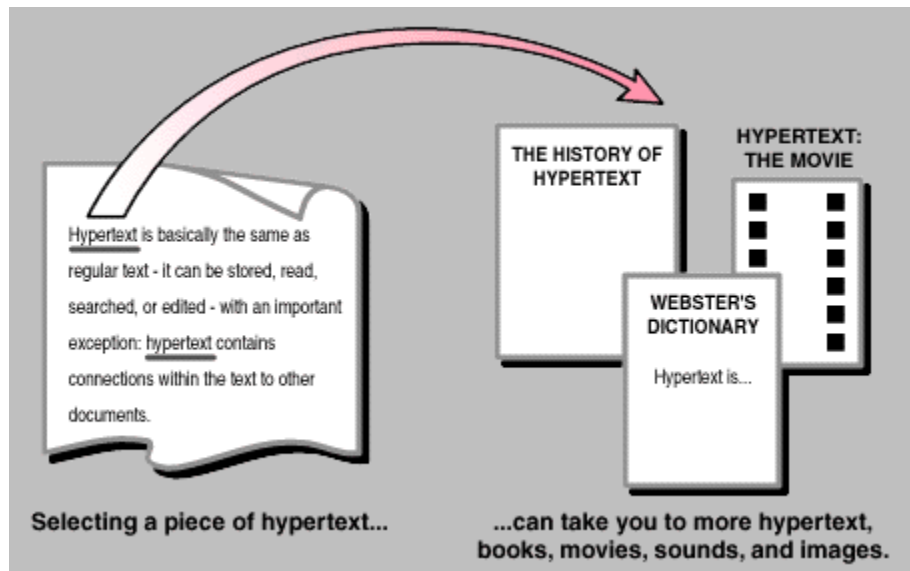 Hypertext is basically the same as
regular text - it can be stored, read,
searched, or edited - with an important
exception: hypertext contains
connections within the text to other
documents.
Selecting a piece of hypertext...
THE HISTORY OF
HYPERTEXT
HYPERTEXT:
THE MOVIE
WEBSTER'S
DICTIONARY
Hypertext is...
...can take you to more hypertext,
books, movies, sounds, and images.